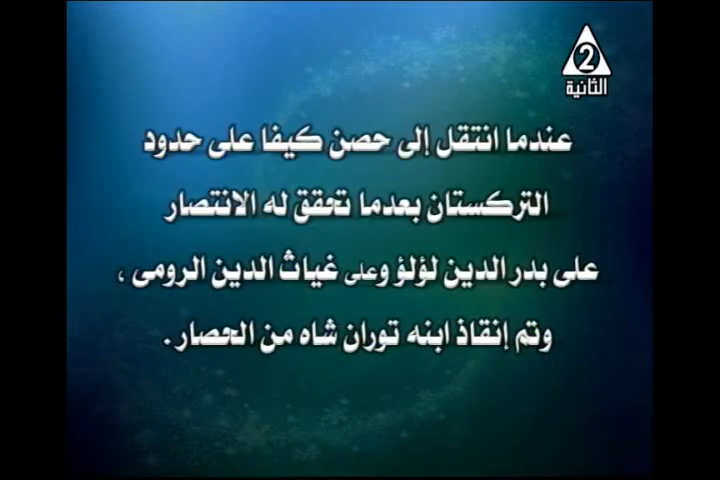 2
الثانية
عندما انتقل إلى حصن كيفا على حدود
التركستان بعدما تحقق له الانتصار
على بدر الدين لؤلؤ وعلى غياث الدين الرومى ،
وتم إنقاذ ابنه توران شاه من الحصار.